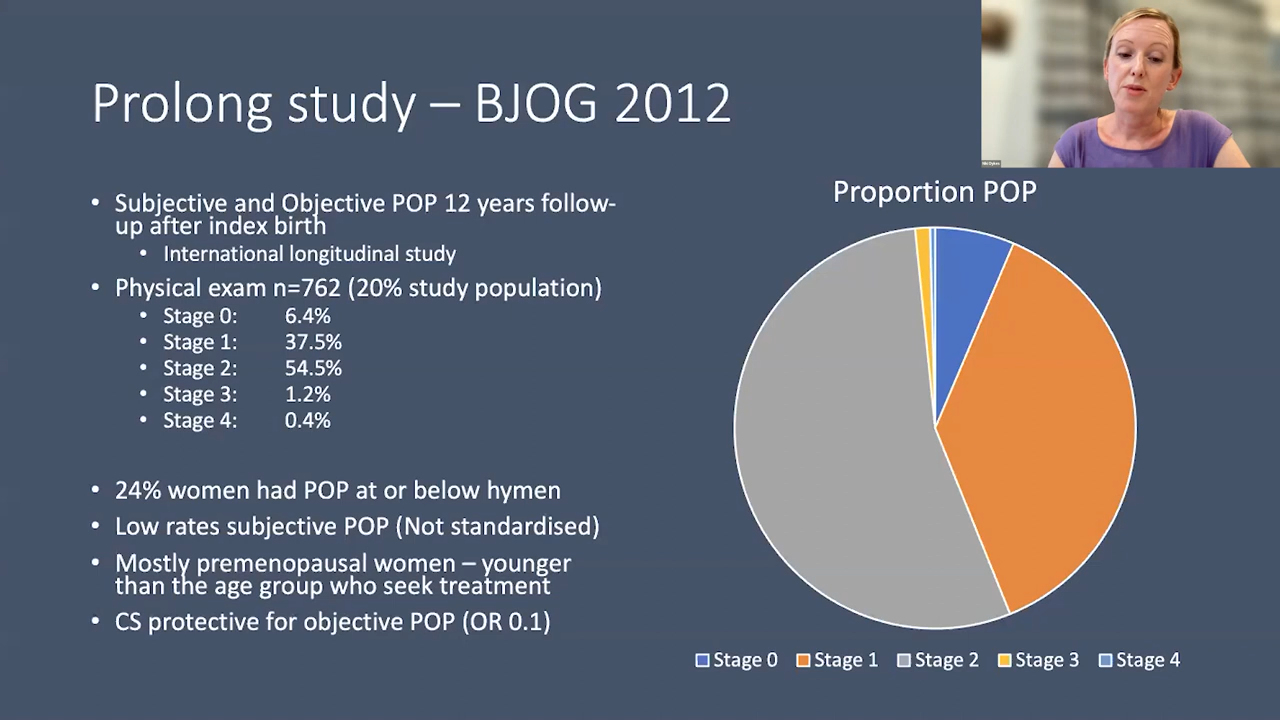 Prolong study – BJOG 2012
• Subjective and Objective POP 12 years follow-
up after index birth
• International longitudinal study
• Physical exam n=762 (20% study population)
• Stage 0: 6.4%
• Stage 1: 37.5%
• Stage 2: 54.5%
• Stage 3: 1.2%
• Stage 4: 0.4%
• 24% women had POP at or below hymen
• Low rates subjective POP (Not standardised)
• Mostly premenopausal women – younger
than the age group who seek treatment
• CS protective for objective POP (OR 0.1)
Proportion POP
Stage 0 Stage 1 Stage 2 Stage 3 Stage 4